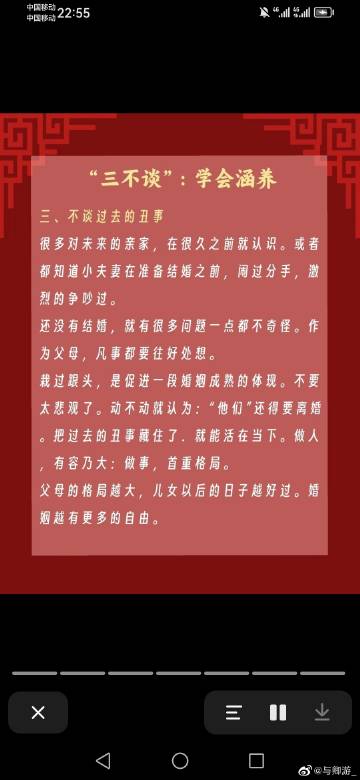 中国移动
中国移动 22:55
4G 4G
“三不谈”：学会涵养
三、不谈过去的丑事
很多对未来的亲家，在很久之前就认识。或者
都知道小夫妻在准备结婚之前，闹过分手，激
烈的争吵过。
还没有结婚，就有很多问题一点都不奇怪。作
为父母，凡事都要往好处想。
栽过跟头，是促进一段婚姻成熟的体现。不要
太悲观了。动不动就认为：“他们”还得要离婚
。把过去的丑事藏住了．就能活在当下。做人
，有容乃大：做事，首重格局。
父母的格局越大，儿女以后的日子越好过。婚
姻越有更多的自由。
@与卿游_